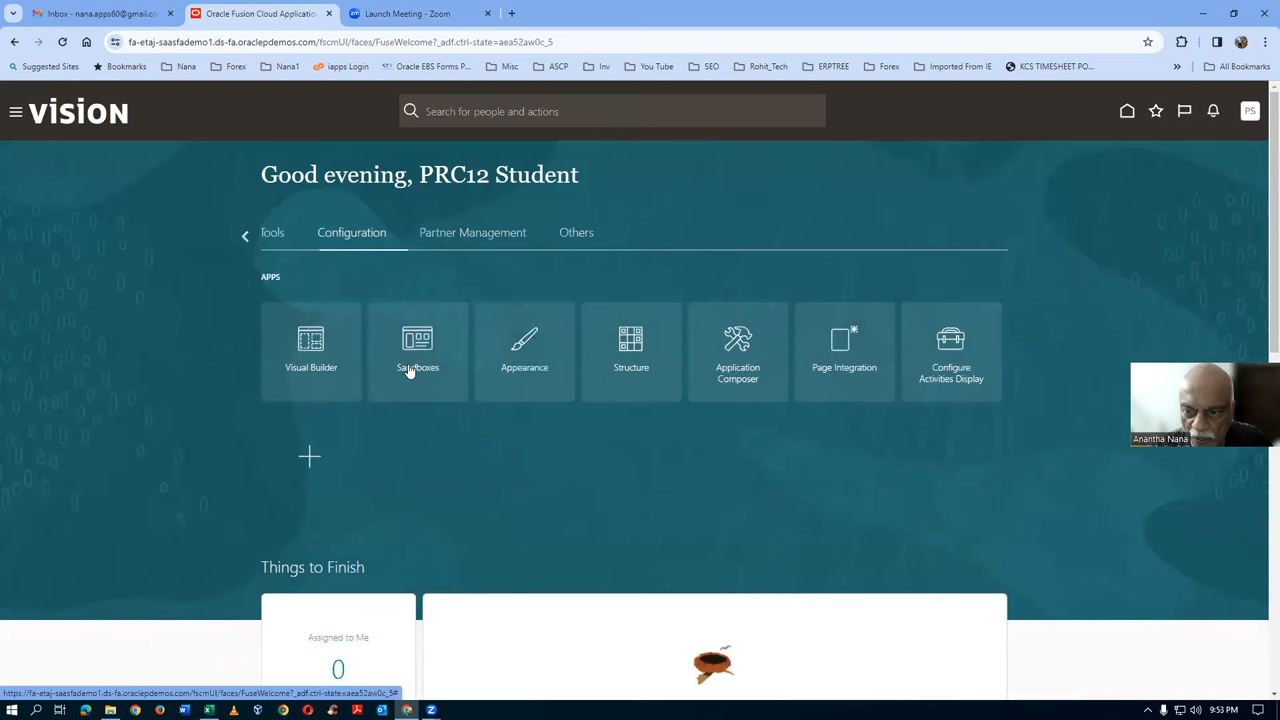 Inbox - nana.apps60@gmail.co
Oracle Fusion Cloud Application
Launch Meeting - Zoom
fa-etaj-saasfademo1.ds-fa.oraclepdemos.com/fscmUI/faces/FuseWelcome?_adf.ctrl-state=aea52aw0c_5
Suggested Sites
Bookmarks
Nana
Forex
Nana1
iapps Login
Oracle EBS Forms P...
Misc
ASCP
Inv
You Tube
SEO
Rohit_Tech
ERPTREE
Forex
Imported From IE
KCS TIMESHEET PO...
All Bookmarks
VISION
Search for people and actions
PS
Good evening, PRC12 Student
Tools
Configuration
Partner Management
Others
APPS
Visual Builder
Sandboxes
Appearance
Structure
Application
Composer
Page Integration
Configure
Activities Display
Anantha Nana
Things to Finish
Assigned to Me
0
https://fa-etaj-saasfademo1.ds-fa.oraclepdemos.com/fscmUI/faces/FuseWelcome?_adf.ctrl-state=aea52aw0c_5#
9:53 PM